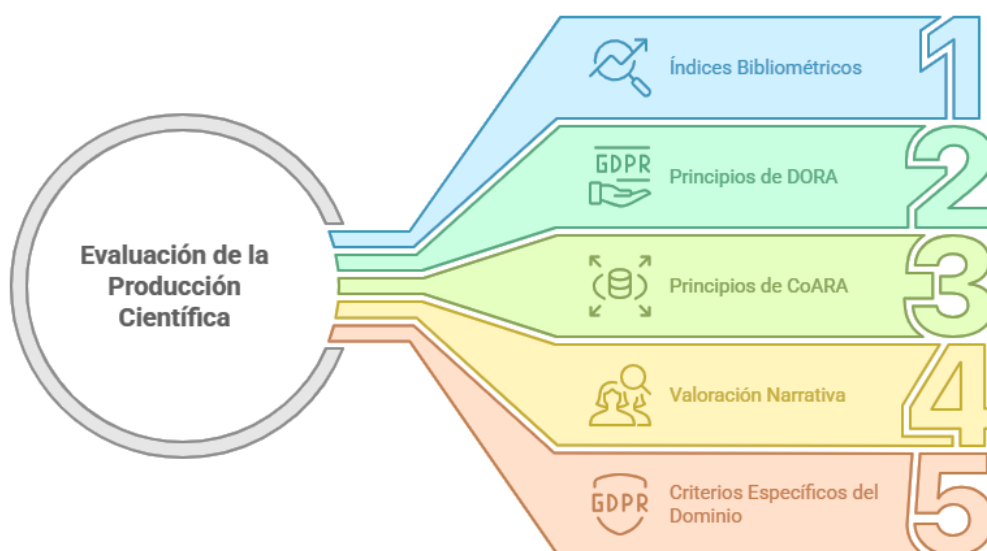 Evaluación de la
Producción
Científica
Índices Bibliométricos
1
GDPR
Principios de DORA
2
Principios de CoARA
3
Valoración Narrativa
4
GDPR
Criterios Específicos del
Dominio
5